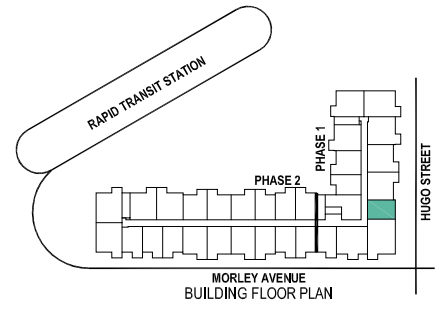 RAPID TRANSIT STATION
PHASE 1
PHASE 2
HUGO STREET
MORLEY AVENUE
BUILDING FLOOR PLAN